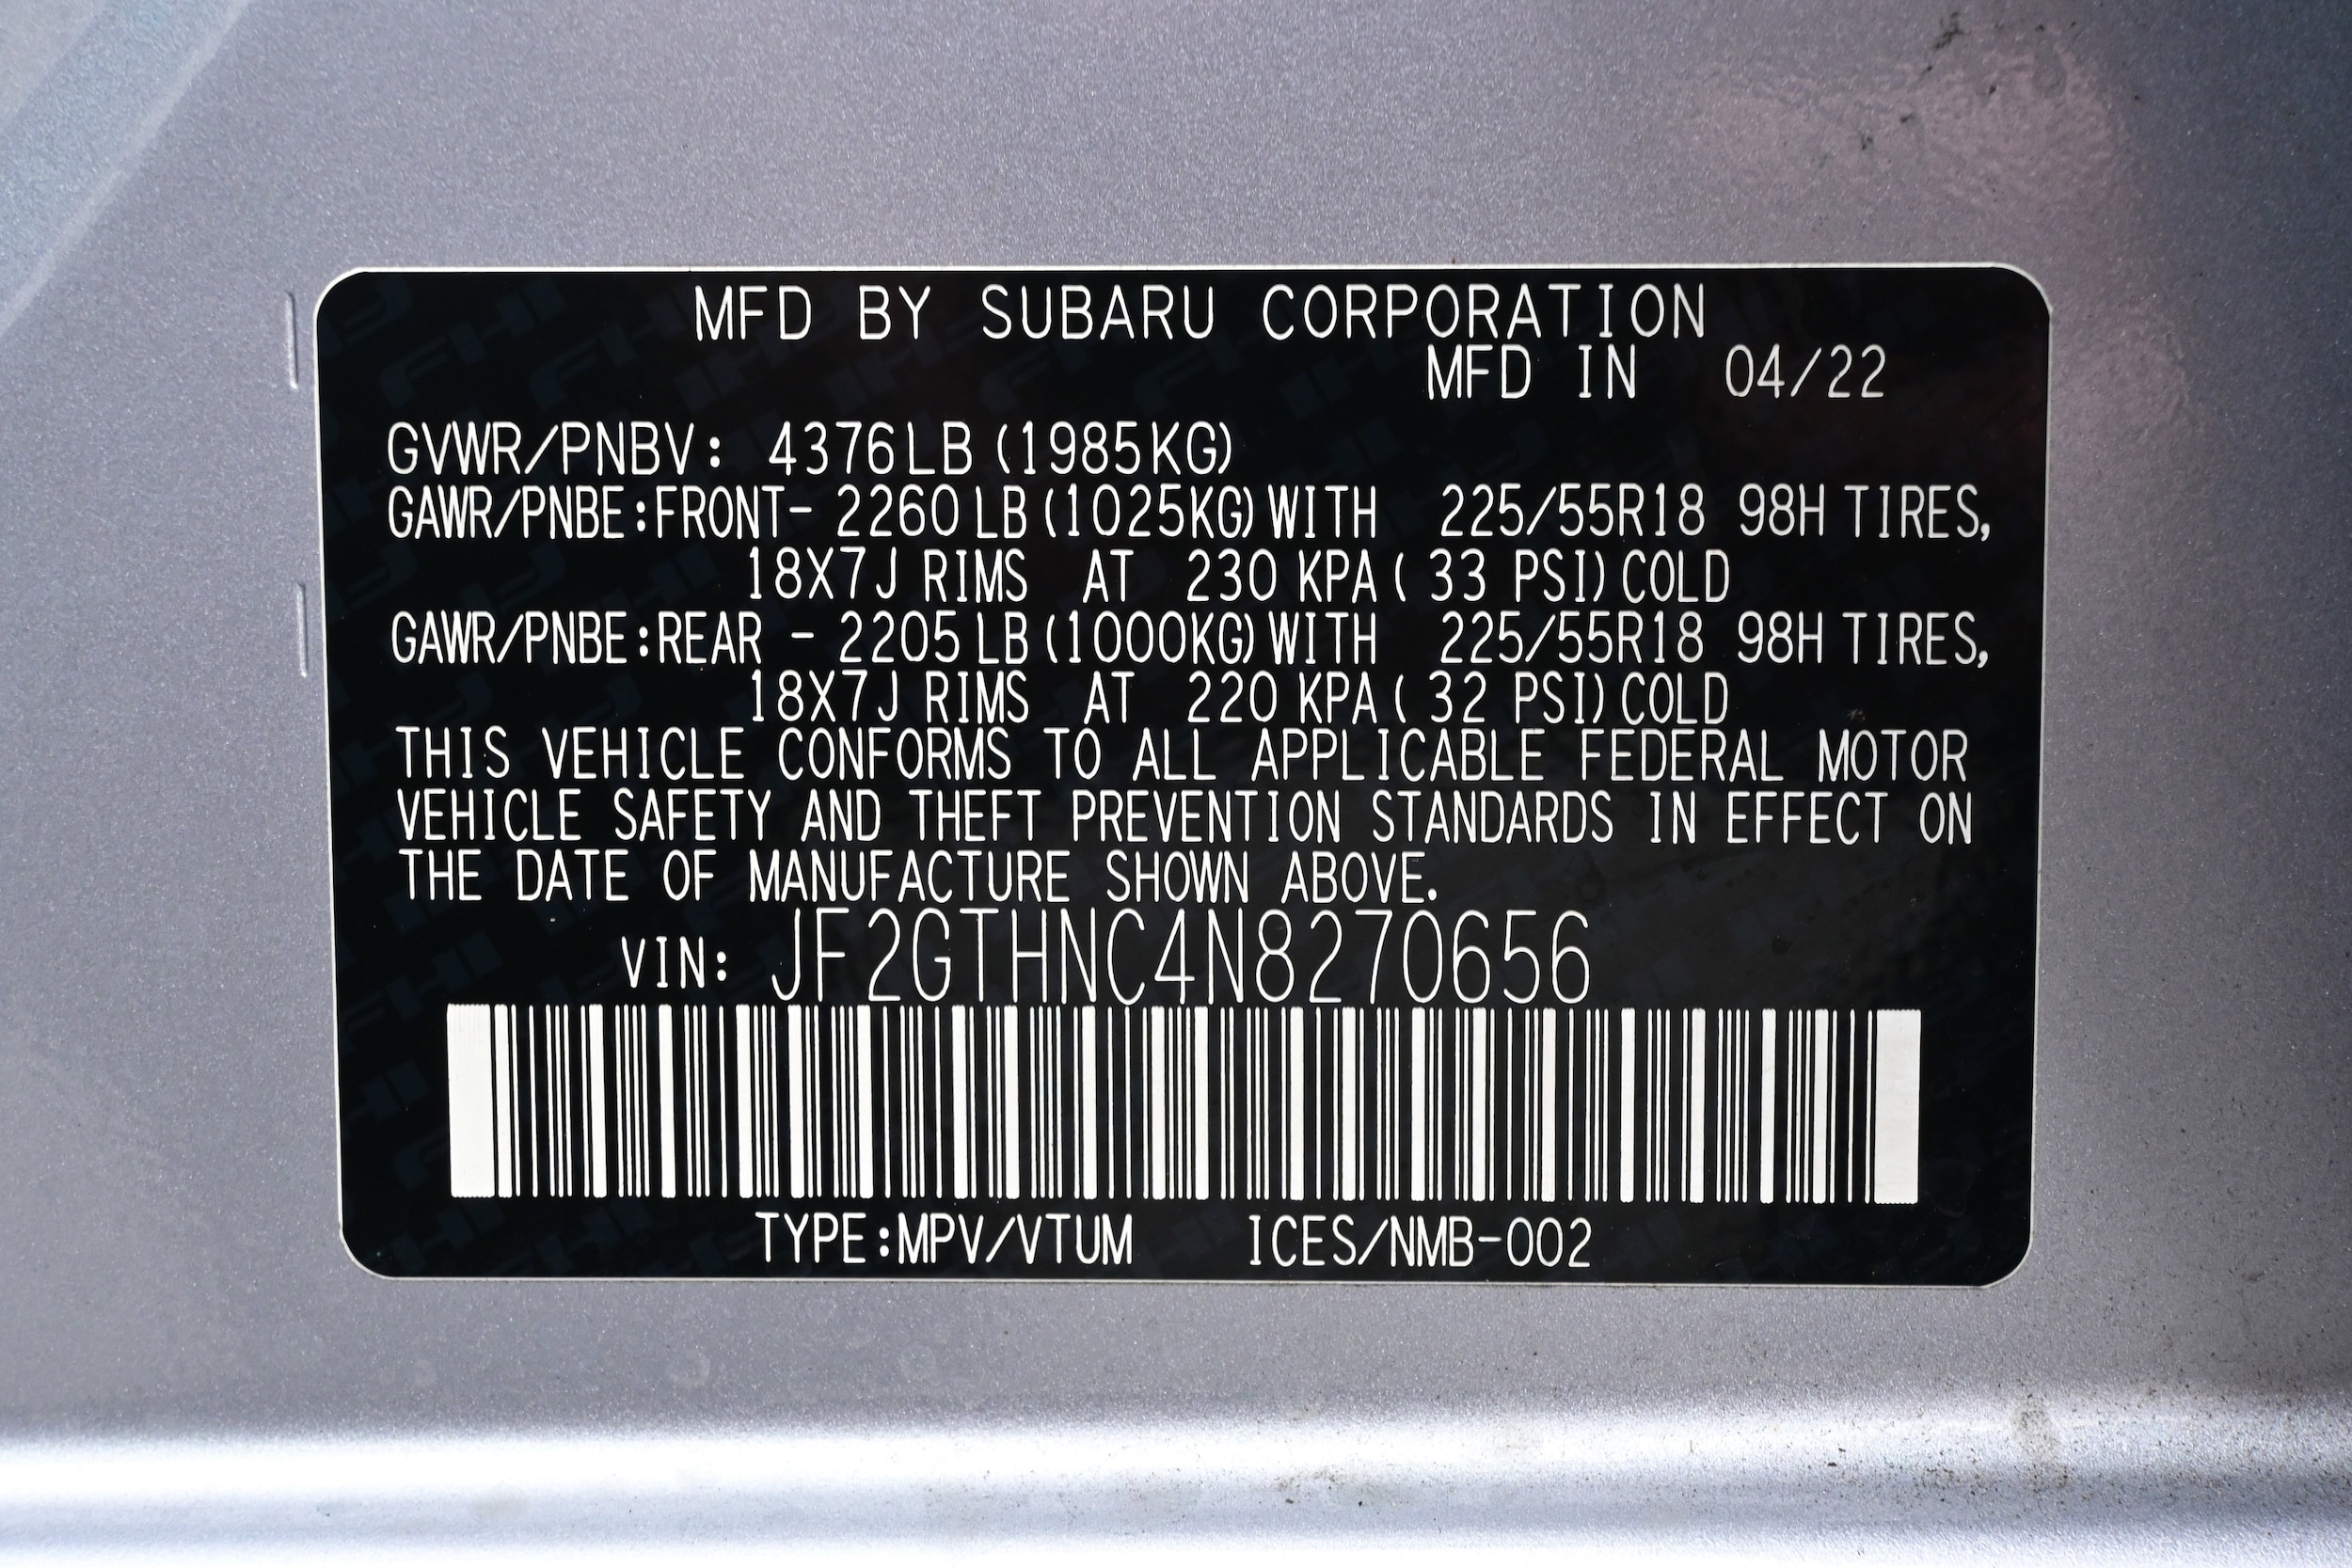 MFD BY SUBARU CORPORATION
MFD IN 04/22
GVWR/PNBV: 4376LB (1985KG)
GAWR/PNBE:FRONT- 2260 LB (1025KG) WITH 225/55R18 98H TIRES,
18X7J RIMS AT 230 KPA ( 33 PSI) COLD
GAWR/PNBE:REAR - 2205 LB (1000KG) WITH 225/55R18 98H TIRES,
18X7J RIMS AT 220 KPA ( 32 PSI) COLD
THIS VEHICLE CONFORMS TO ALL APPLICABLE FEDERAL MOTOR
VEHICLE SAFETY AND THEFT PREVENTION STANDARDS IN EFFECT ON
THE DATE OF MANUFACTURE SHOWN ABOVE.
VIN: JF2GTHNC4N8270656
TYPE:MPV/VTUM ICES/NMB-002